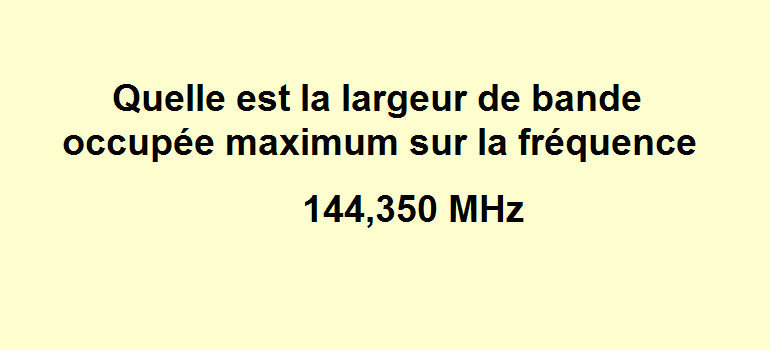 Quelle est la largeur de bande
occupée maximum sur la fréquence
144,350 MHz